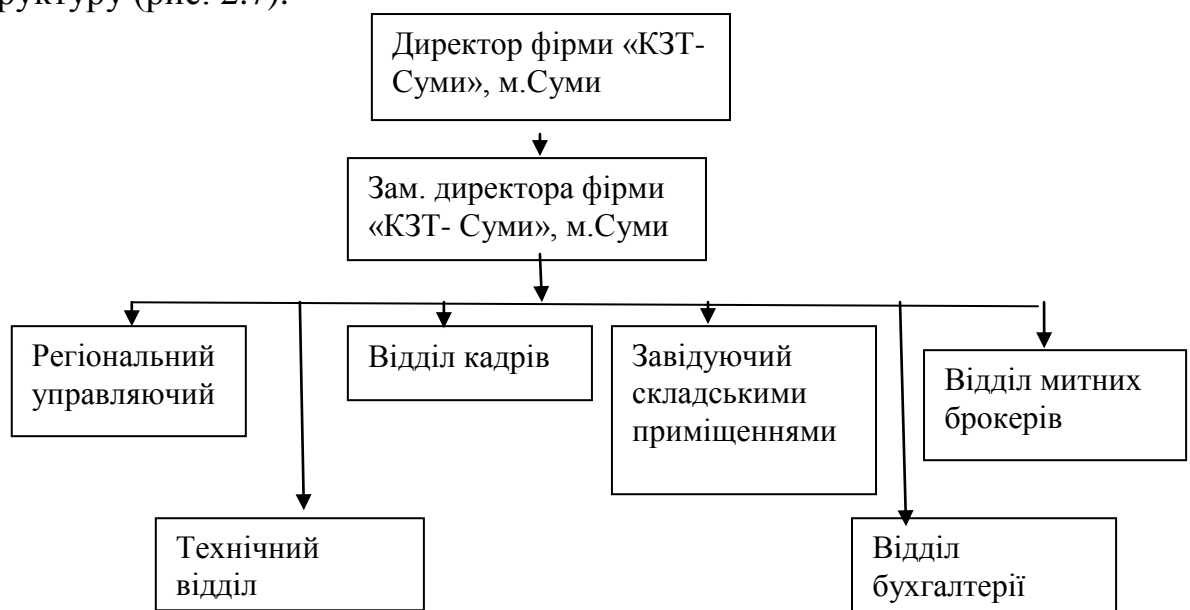 руктуру (рис. 2.7).
Директор фірми «КЗТ-
Суми», м.Суми
Зам. директора фірми
«КЗТ- Суми», м.Суми
Регіональний
управляючий
Відділ кадрів
Завідуючий
складськими
приміщеннями
Відділ митних
брокерів
Технічний
відділ
Відділ
бухгалтерії